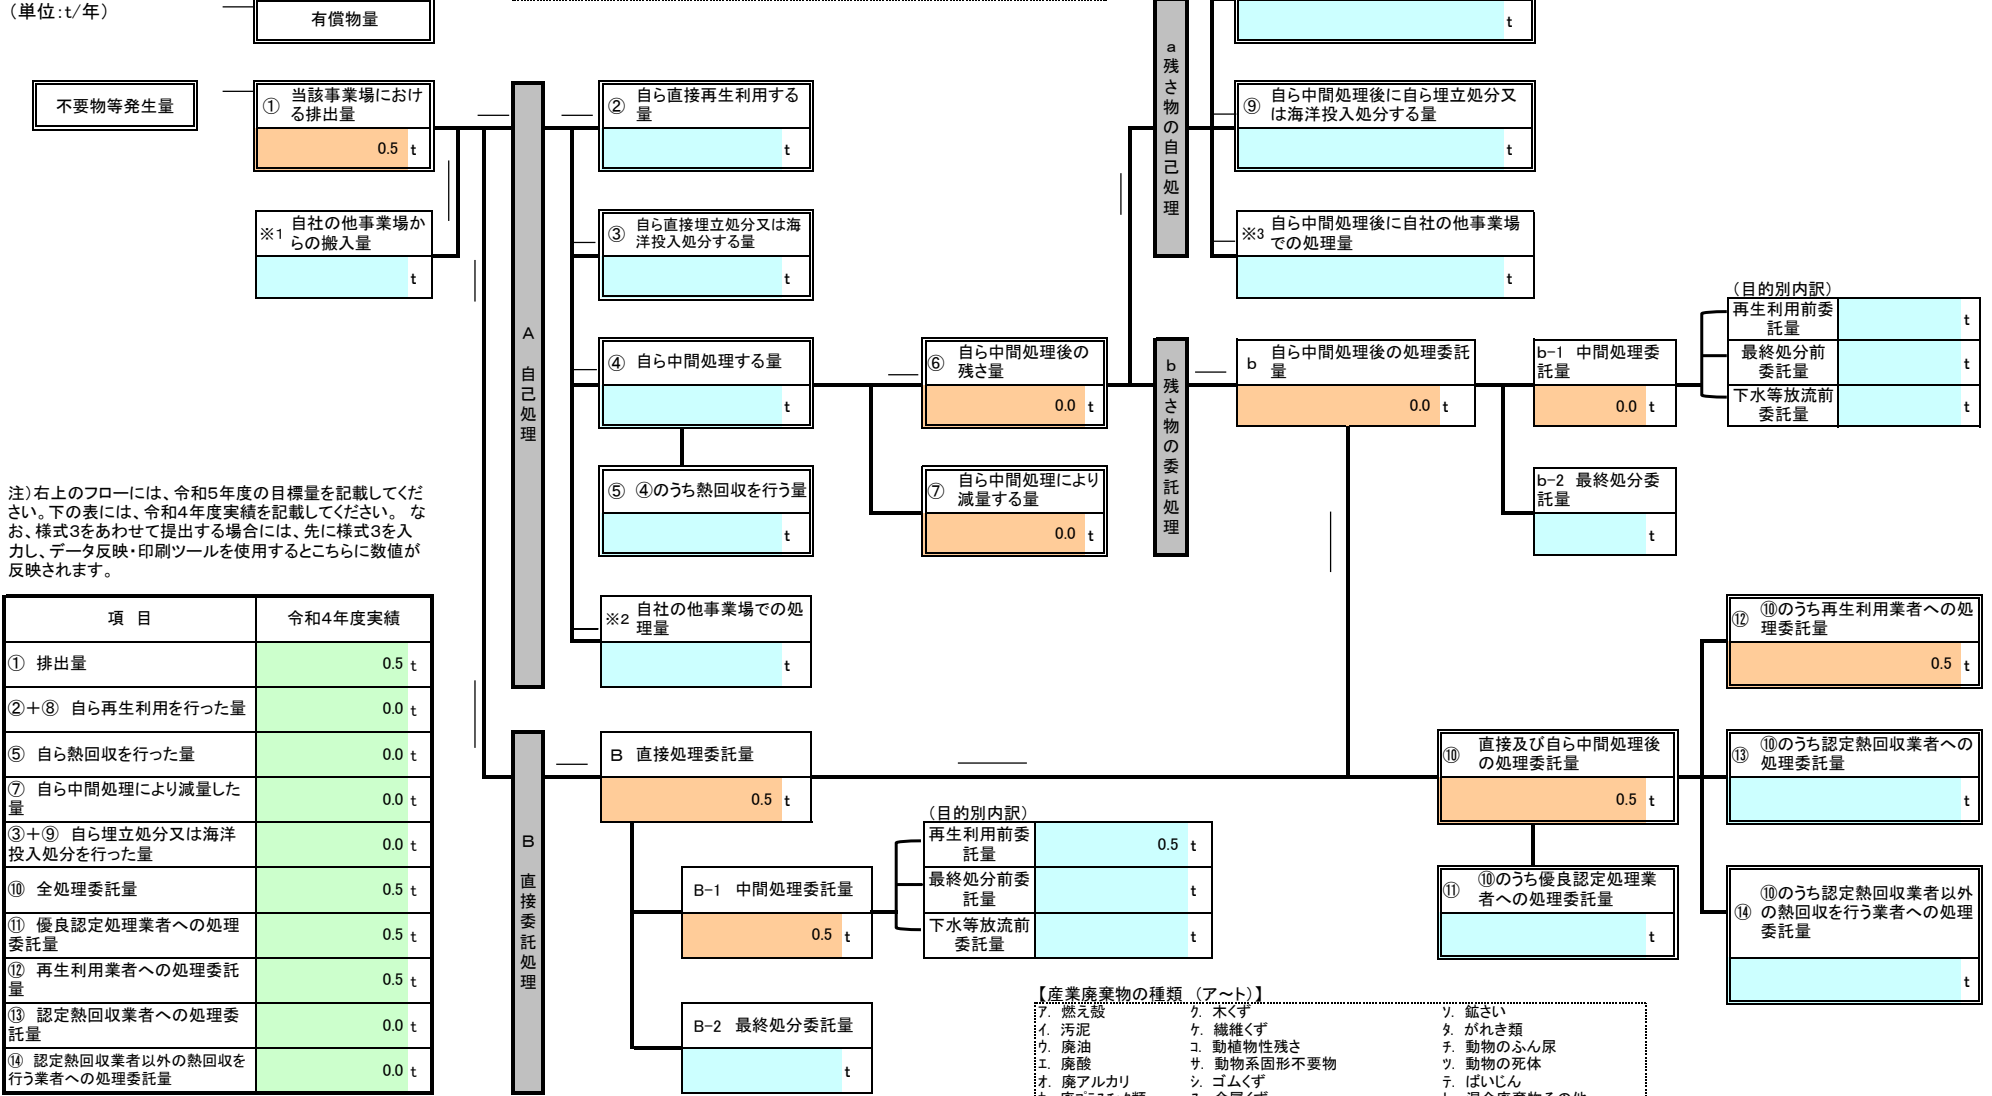 （単位:t/年）
有償物量
t
不要物等発生量
① 当該事業場におけ
る排出量
0.5 t
※1 自社の他事業場か
らの搬入量
t
A 自己処理
② 自ら直接再生利用する
量
t
③ 自ら直接埋立処分又は海
洋投入処分する量
t
④ 自ら中間処理する量
t
⑤ ④のうち熱回収を行う量
t
※2 自社の他事業場での処
理量
t
⑥ 自ら中間処理後の
残さ量
0.0 t
⑦ 自ら中間処理により
減量する量
0.0 t
a 残さ物の自己処理
⑨ 自ら中間処理後に自ら埋立処分又
は海洋投入処分する量
t
※3 自ら中間処理後に自社の他事業場
での処理量
t
b 残さ物の委託処理
b 自ら中間処理後の処理委託
量
0.0 t
b-1 中間処理委
託量
0.0 t
b-2 最終処分委
託量
t
（目的別内訳）
再生利用前委
託量
t
最終処分前
委託量
t
下水等放流前
委託量
t
注）右上のフローには、令和５年度の目標量を記載してくだ
さい。下の表には、令和４年度実績を記載してください。 な
お、様式３をあわせて提出する場合には、先に様式３を入
力し、データ反映・印刷ツールを使用するとこちらに数値が
反映されます。
項 目 令和４年度実績
① 排出量 0.5 t
②＋⑧ 自ら再生利用を行った量 0.0 t
⑤ 自ら熱回収を行った量 0.0 t
⑦ 自ら中間処理により減量した
量 0.0 t
③＋⑨ 自ら埋立処分又は海洋
投入処分を行った量 0.0 t
⑩ 全処理委託量 0.5 t
⑪ 優良認定処理業者への処理
委託量 0.5 t
⑫ 再生利用業者への処理委託
量 0.5 t
⑬ 認定熱回収業者への処理委
託量 0.0 t
⑭ 認定熱回収業者以外の熱回収を
行う業者への処理委託量 0.0 t
B 直接委託処理
B 直接処理委託量
0.5 t
B-1 中間処理委託量
0.5 t
B-2 最終処分委託量
t
（目的別内訳）
再生利用前委
託量
0.5 t
最終処分前委
託量
t
下水等放流前
委託量
t
⑩ 直接及び自ら中間処理後
の処理委託量
0.5 t
⑪ ⑩のうち優良認定処理業
者への処理委託量
t
⑫ ⑩のうち再生利用業者への処
理委託量
0.5 t
⑬ ⑩のうち認定熱回収業者への
処理委託量
t
⑭ ⑩のうち認定熱回収業者以外
の熱回収を行う業者への処理
委託量
t
【産業廃棄物の種類 （ア～ト）】
ア. 燃え殻 ク. 木くず ソ. 鉱さい
イ. 汚泥 ケ. 繊維くず タ. がれき類
ウ. 廃油 コ. 動植物性残さ チ. 動物のふん尿
エ. 廃酸 サ. 動物系固形不要物 ツ. 動物の死体
オ. 廃アルカリ シ. ゴムくず テ. ばいじん